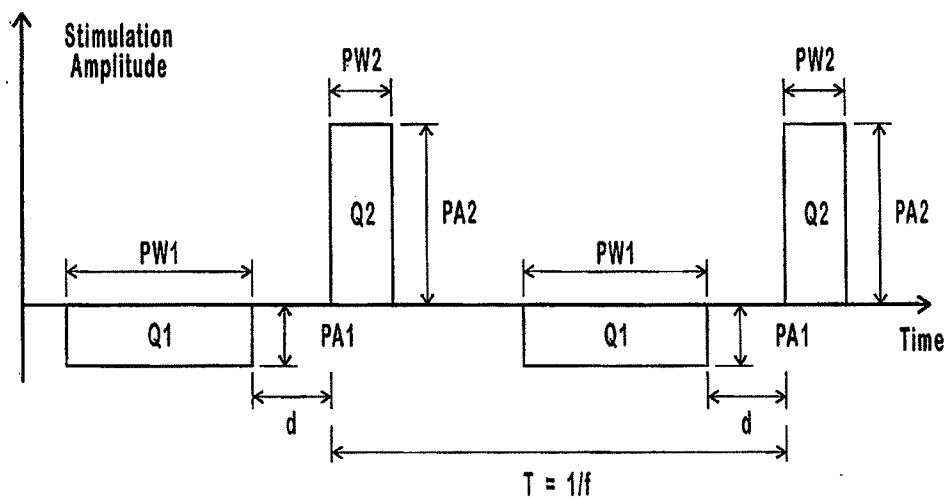 Stimulation
Amplitude
PW2
PW2
Q2
PA2
Q2
PA2
PW1
PW1
Q1
PA1
Q1
PA1
Time
d
d
T = 1/f